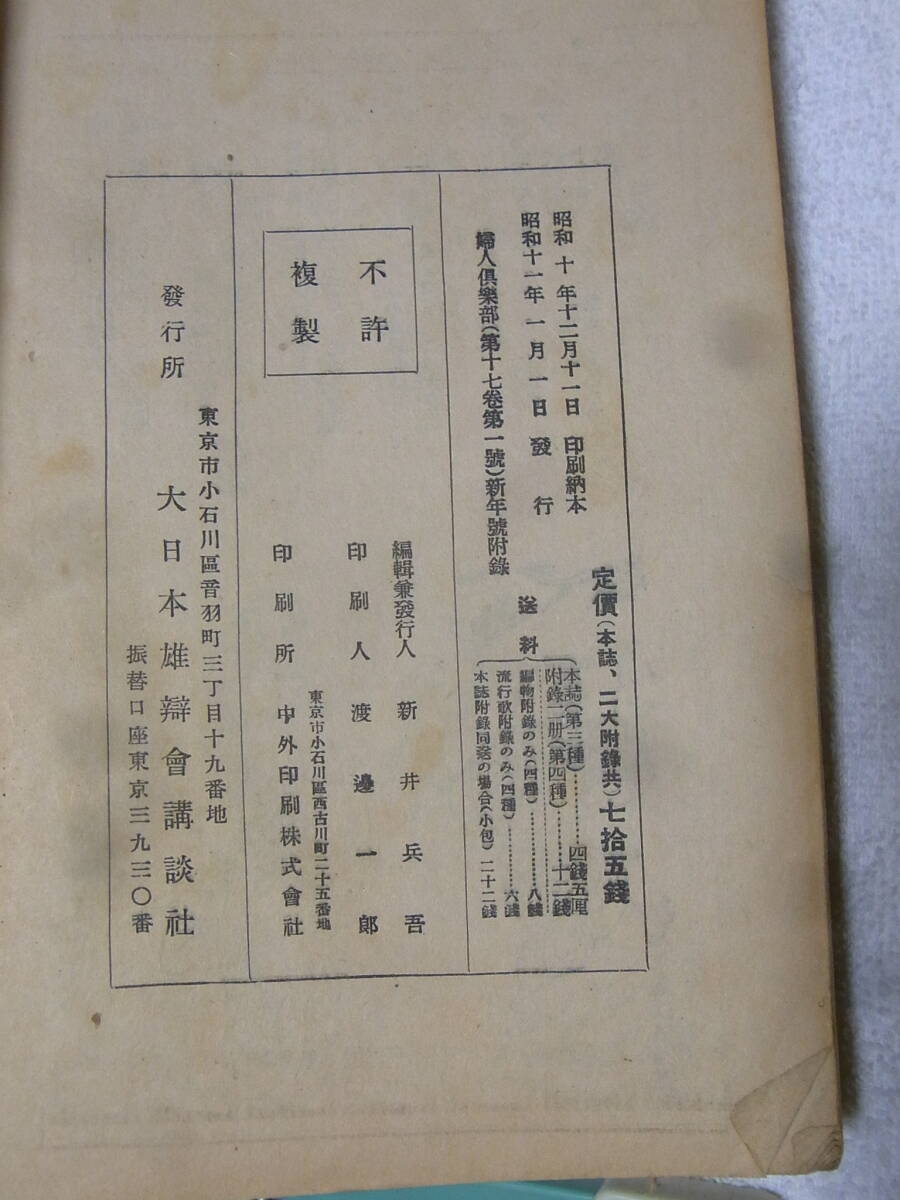 昭和 十 年十二月十一日 印刷納本
昭和十一年 一 月 一 日 發 行
婦人俱樂部(第十七卷第一號)新年號附錄
定價(本誌、二大附錄共)七拾五錢
送料
本誌(第三種)………四錢五厘
附錄二册(第四種)………十二錢
編物附錄のみ(四種)………八錢
流行歌附錄のみ(四種)………六錢
本誌附錄同送の場合(小包)二十二錢
不許
複製
編輯兼發行人 新井兵吾
印刷人 渡邊一郎
東京市小石川區西古川町二十五番地
印刷所 中外印刷株式會社
東京市小石川區音羽町三丁目十九番地
發行所 大日本雄辯會講談社
振替口座東京三九三〇番